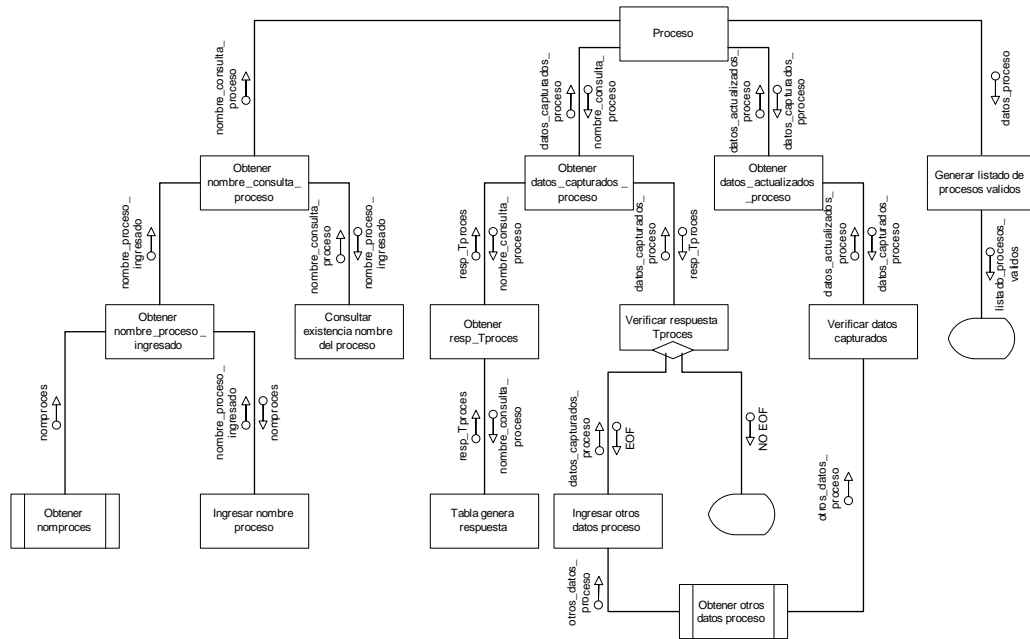 Proceso
nombre_consulta_
proceso
datos_capturados_
proceso
nombre_consulta_
proceso
datos_actualizados_
proceso
datos_capturados_
pproceso
datos_proceso
Obtener
nombre_consulta_
proceso
Obtener
datos_capturados_
proceso
Obtener
datos_actualizados
_proceso
Generar listado de
procesos validos
nombre_proceso_
ingresado
nombre_consulta_
proceso
nombre_proceso_
ingresado
resp_Tproces
nombre_consulta_
proceso
datos_capturados_
proceso
resp_Tproces
datos_actualizados_
proceso
datos_capturados_
proceso
listado_procesos_
validos
Obtener
nombre_proceso_
ingresado
Consultar
existencia nombre
del proceso
Obtener
resp_Tproces
Verificar respuesta
Tproces
Verificar datos
capturados
nomproces
nombre_proceso_
ingresado
nomproces
resp_Tproces
nombre_consulta_
proceso
datos_capturados_
proceso
EOF
NO EOF
otros_datos_
proceso
Obtener
nomproces
Ingresar nombre
proceso
Tabla genera
respuesta
Ingresar otros
datos proceso
otros_datos_
proceso
Obtener otros
datos proceso